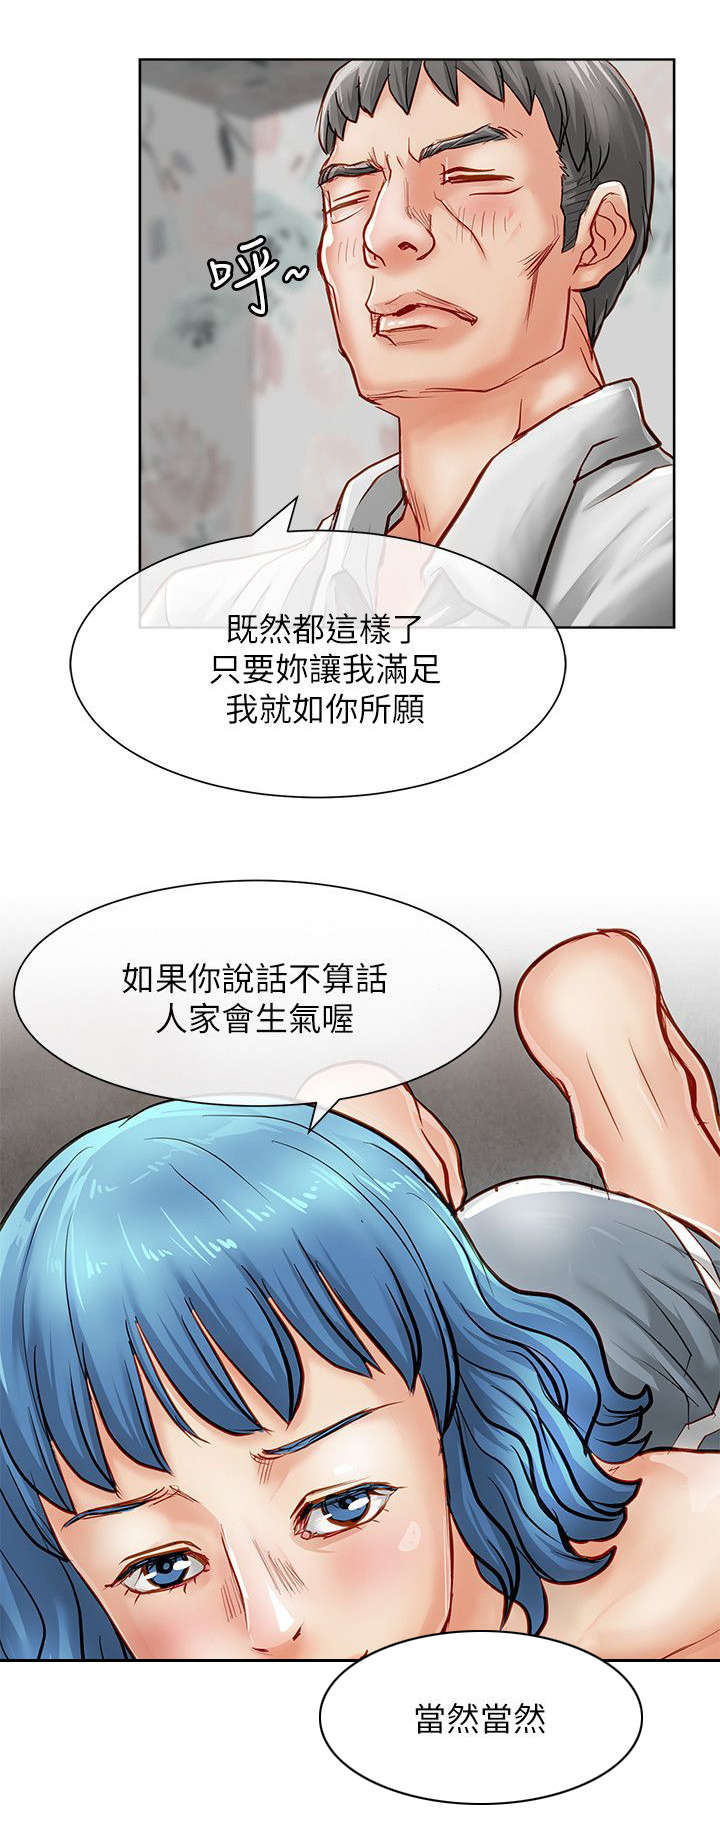 呼~
既然都這樣了
只要妳讓我滿足
我就如你所願
如果你說話不算話
人家會生氣喔
當然當然